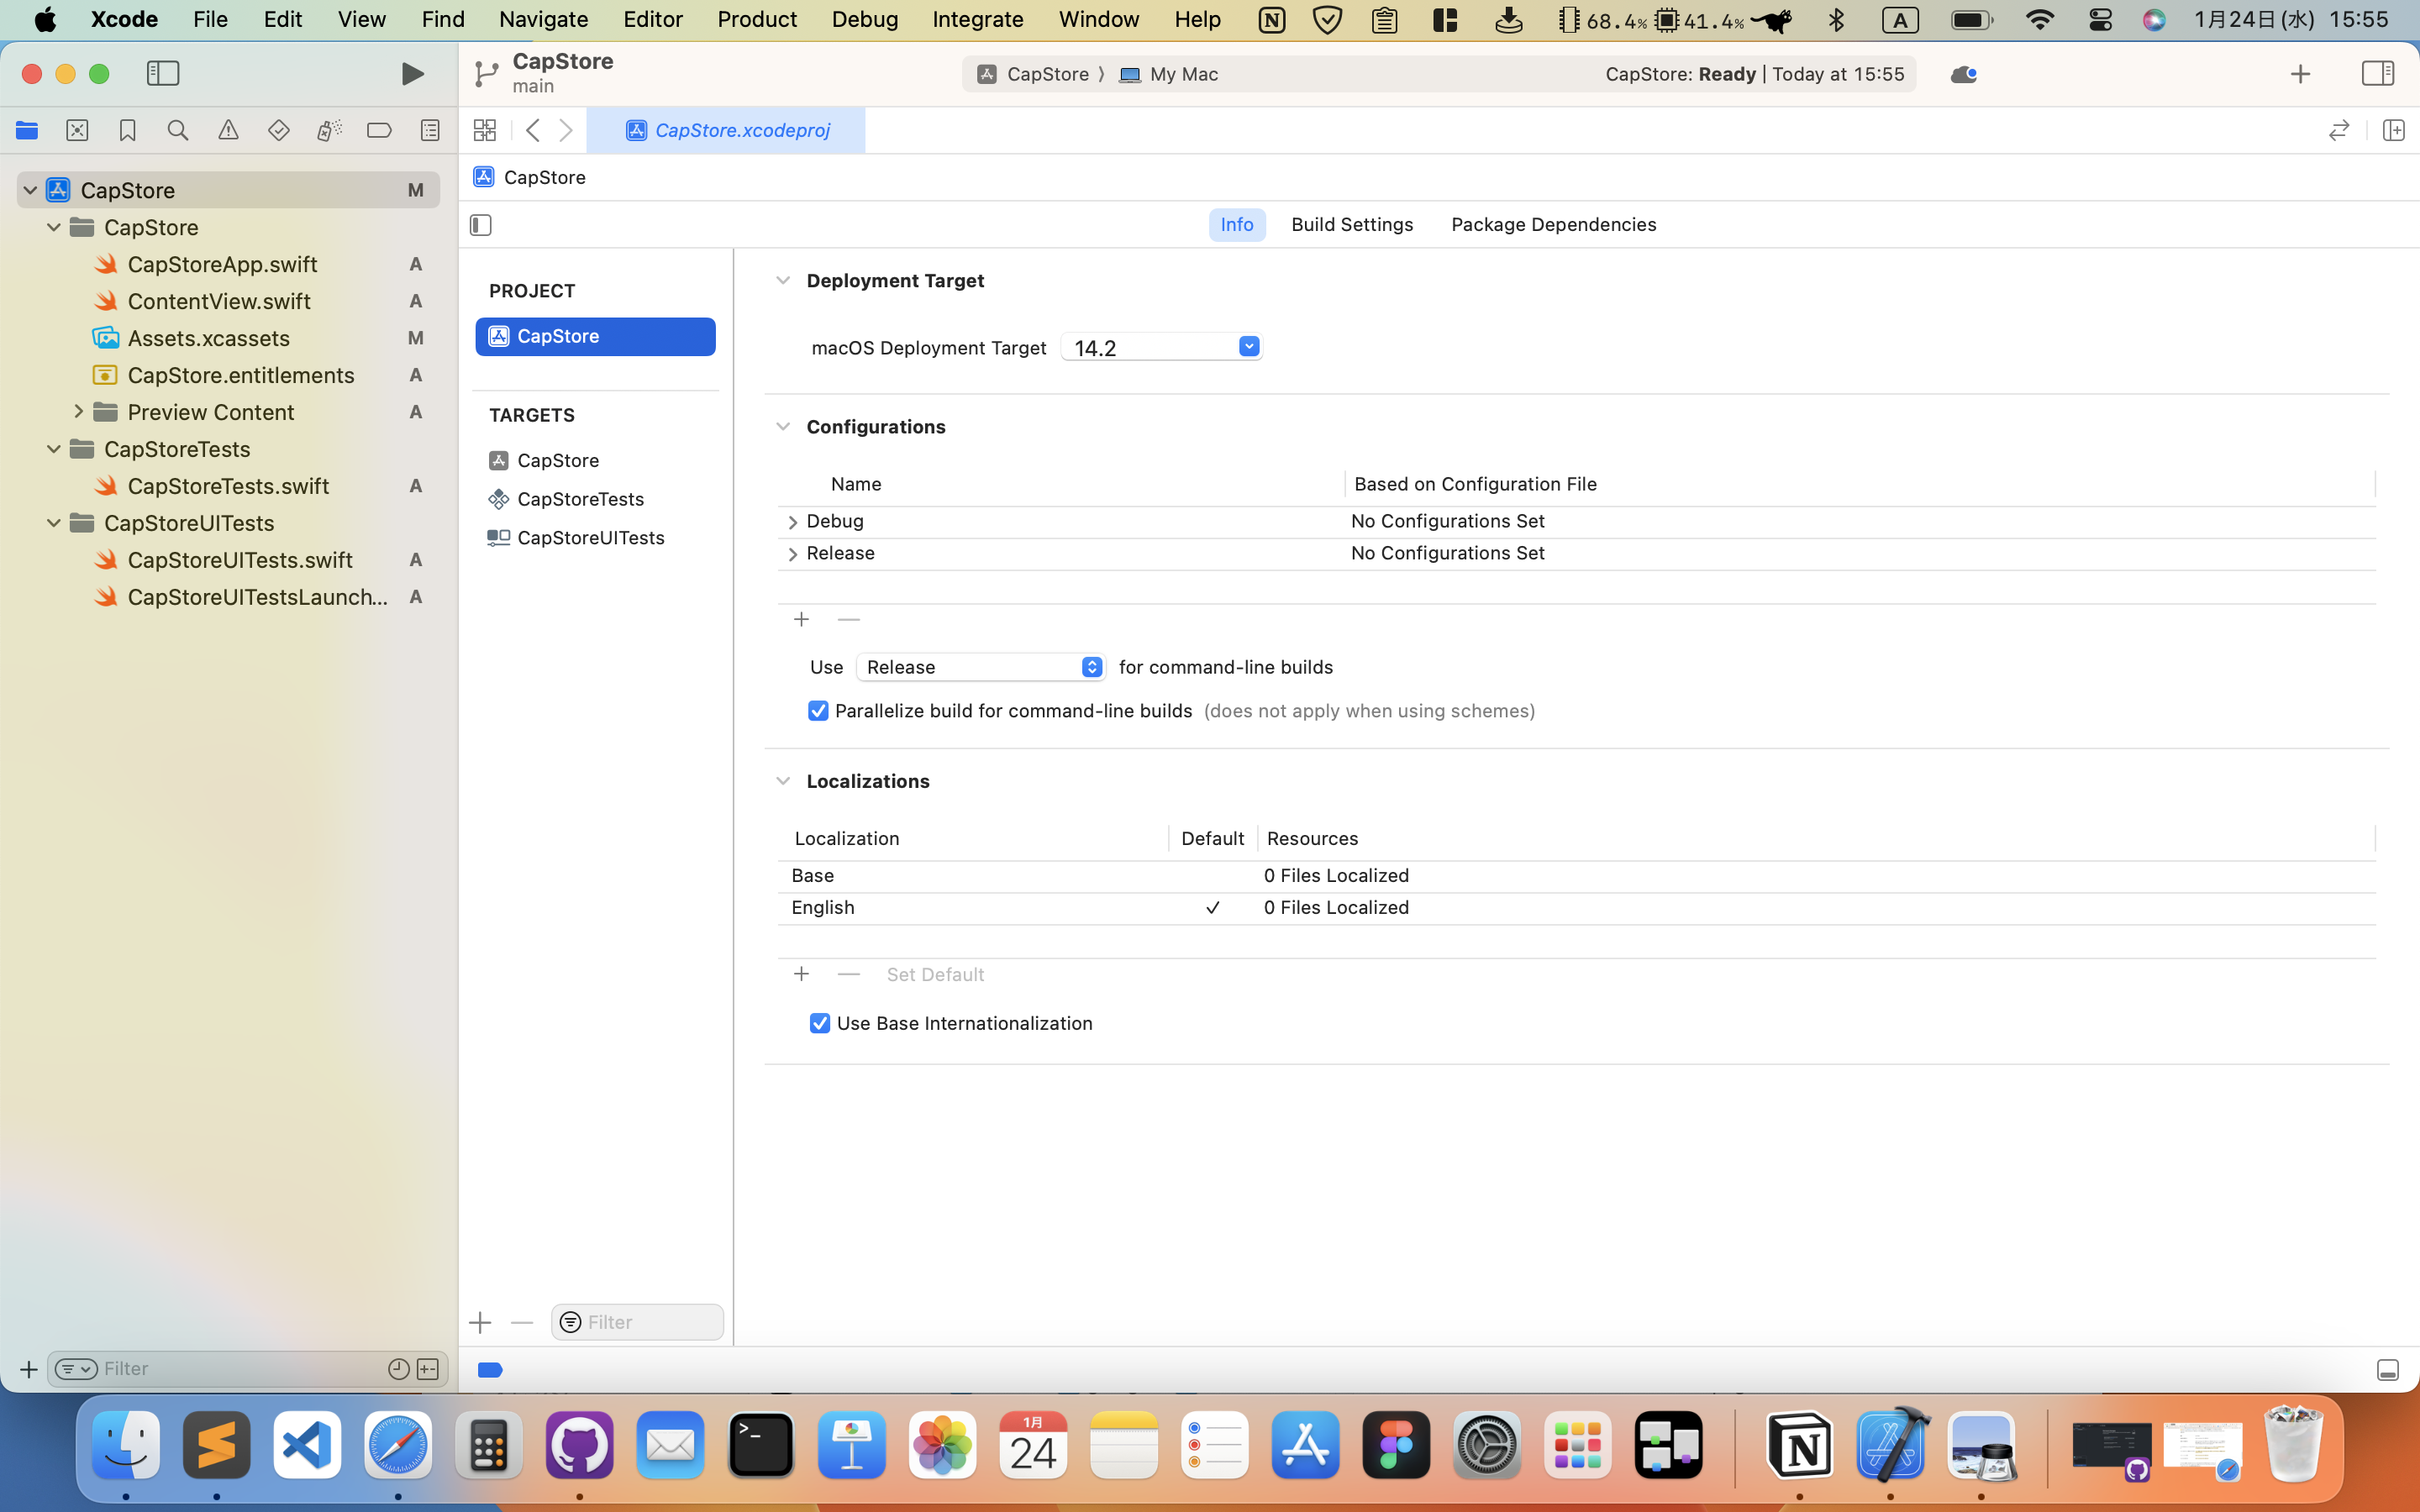 Xcode File Edit View Find Navigate Editor Product Debug Integrate Window Help 68.4% 41.4% A 1月24日(水) 15:55
CapStore
main
CapStore 〉 My Mac
CapStore: Ready | Today at 15:55
CapStore.xcodeproj
CapStore M
CapStore
CapStoreApp.swift A
ContentView.swift A
Assets.xcassets M
CapStore.entitlements A
Preview Content A
CapStoreTests
CapStoreTests.swift A
CapStoreUITests
CapStoreUITests.swift A
CapStoreUITestsLaunch... A
Filter
CapStore
Info Build Settings Package Dependencies
PROJECT
CapStore
TARGETS
CapStore
CapStoreTests
CapStoreUITests
Filter
Deployment Target
macOS Deployment Target 14.2
Configurations
Name Based on Configuration File
Debug No Configurations Set
Release No Configurations Set
Use Release for command-line builds
Parallelize build for command-line builds (does not apply when using schemes)
Localizations
Localization Default Resources
Base 0 Files Localized
English ✓ 0 Files Localized
Set Default
Use Base Internationalization
1月
24